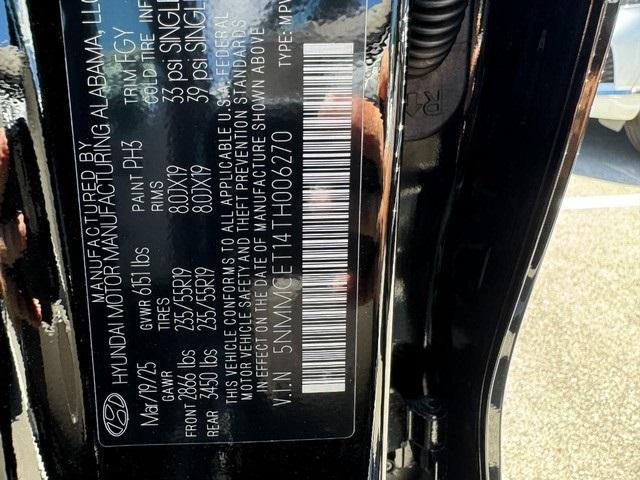 MANUFACTURED BY
HYUNDAI MOTOR MANUFACTURING ALABAMA, LLC
Mar/19/25 GVWR 6151 lbs PAINT PH3 TRIM FGY
GAWR TIRES RIMS COLD TIRE INF
FRONT 2866 lbs 235/55R19 8.0JX19 33 psi SINGLE
REAR 3450 lbs 235/55R19 8.0JX19 39 psi SINGLE
THIS VEHICLE CONFORMS TO ALL APPLICABLE U.S. FEDERAL
MOTOR VEHICLE SAFETY AND THEFT PREVENTION STANDARDS
IN EFFECT ON THE DATE OF MANUFACTURE SHOWN ABOVE
V.I.N 5NMMCET14TH006270 TYPE: MPV